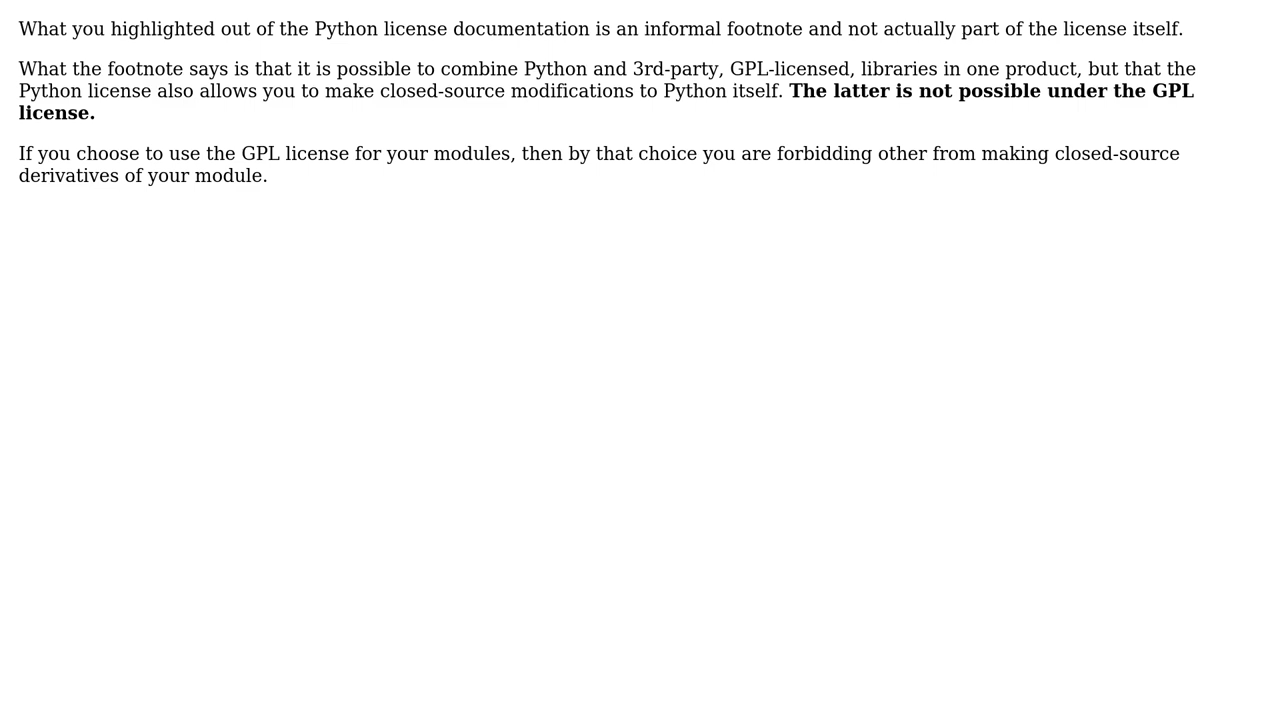 What you highlighted out of the Python license documentation is an informal footnote and not actually part of the license itself.
What the footnote says is that it is possible to combine Python and 3rd-party, GPL-licensed, libraries in one product, but that the
Python license also allows you to make closed-source modifications to Python itself. The latter is not possible under the GPL
license.
If you choose to use the GPL license for your modules, then by that choice you are forbidding other from making closed-source
derivatives of your module.